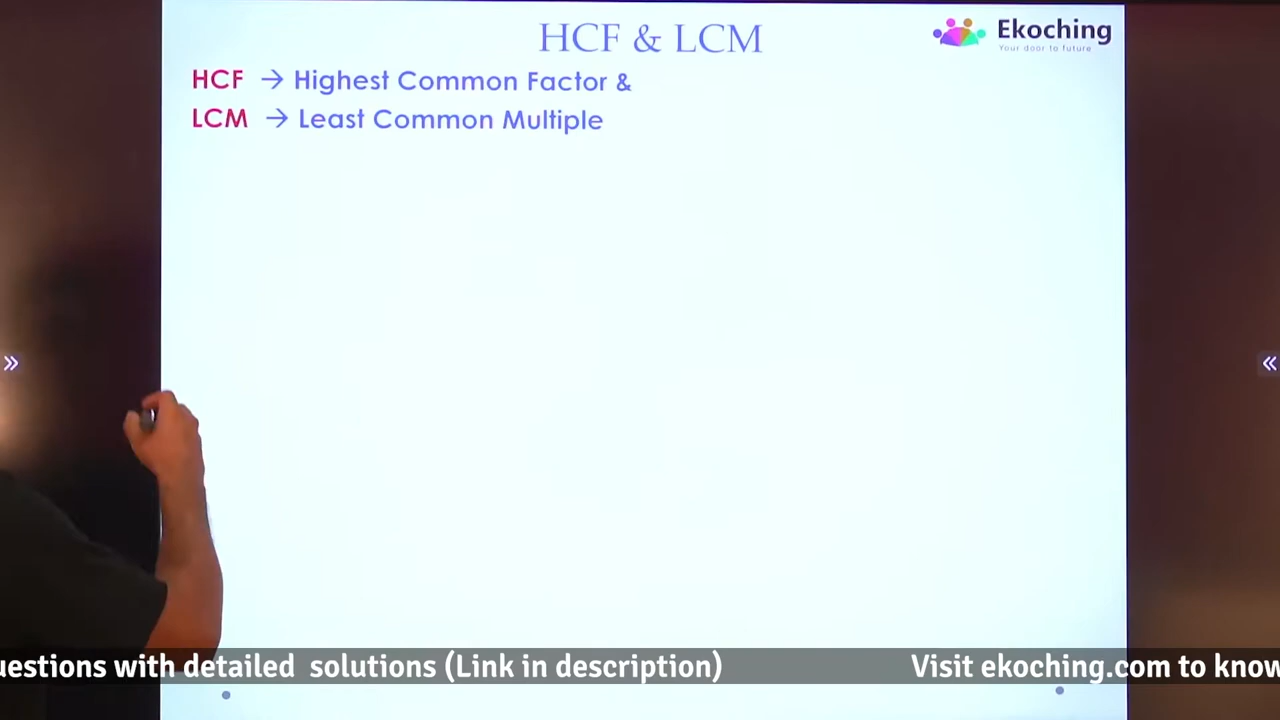 HCF & LCM
Ekoching
Your door to future
HCF → Highest Common Factor &
LCM → Least Common Multiple
with detailed solutions (Link in description)
Visit ekoching.com to know